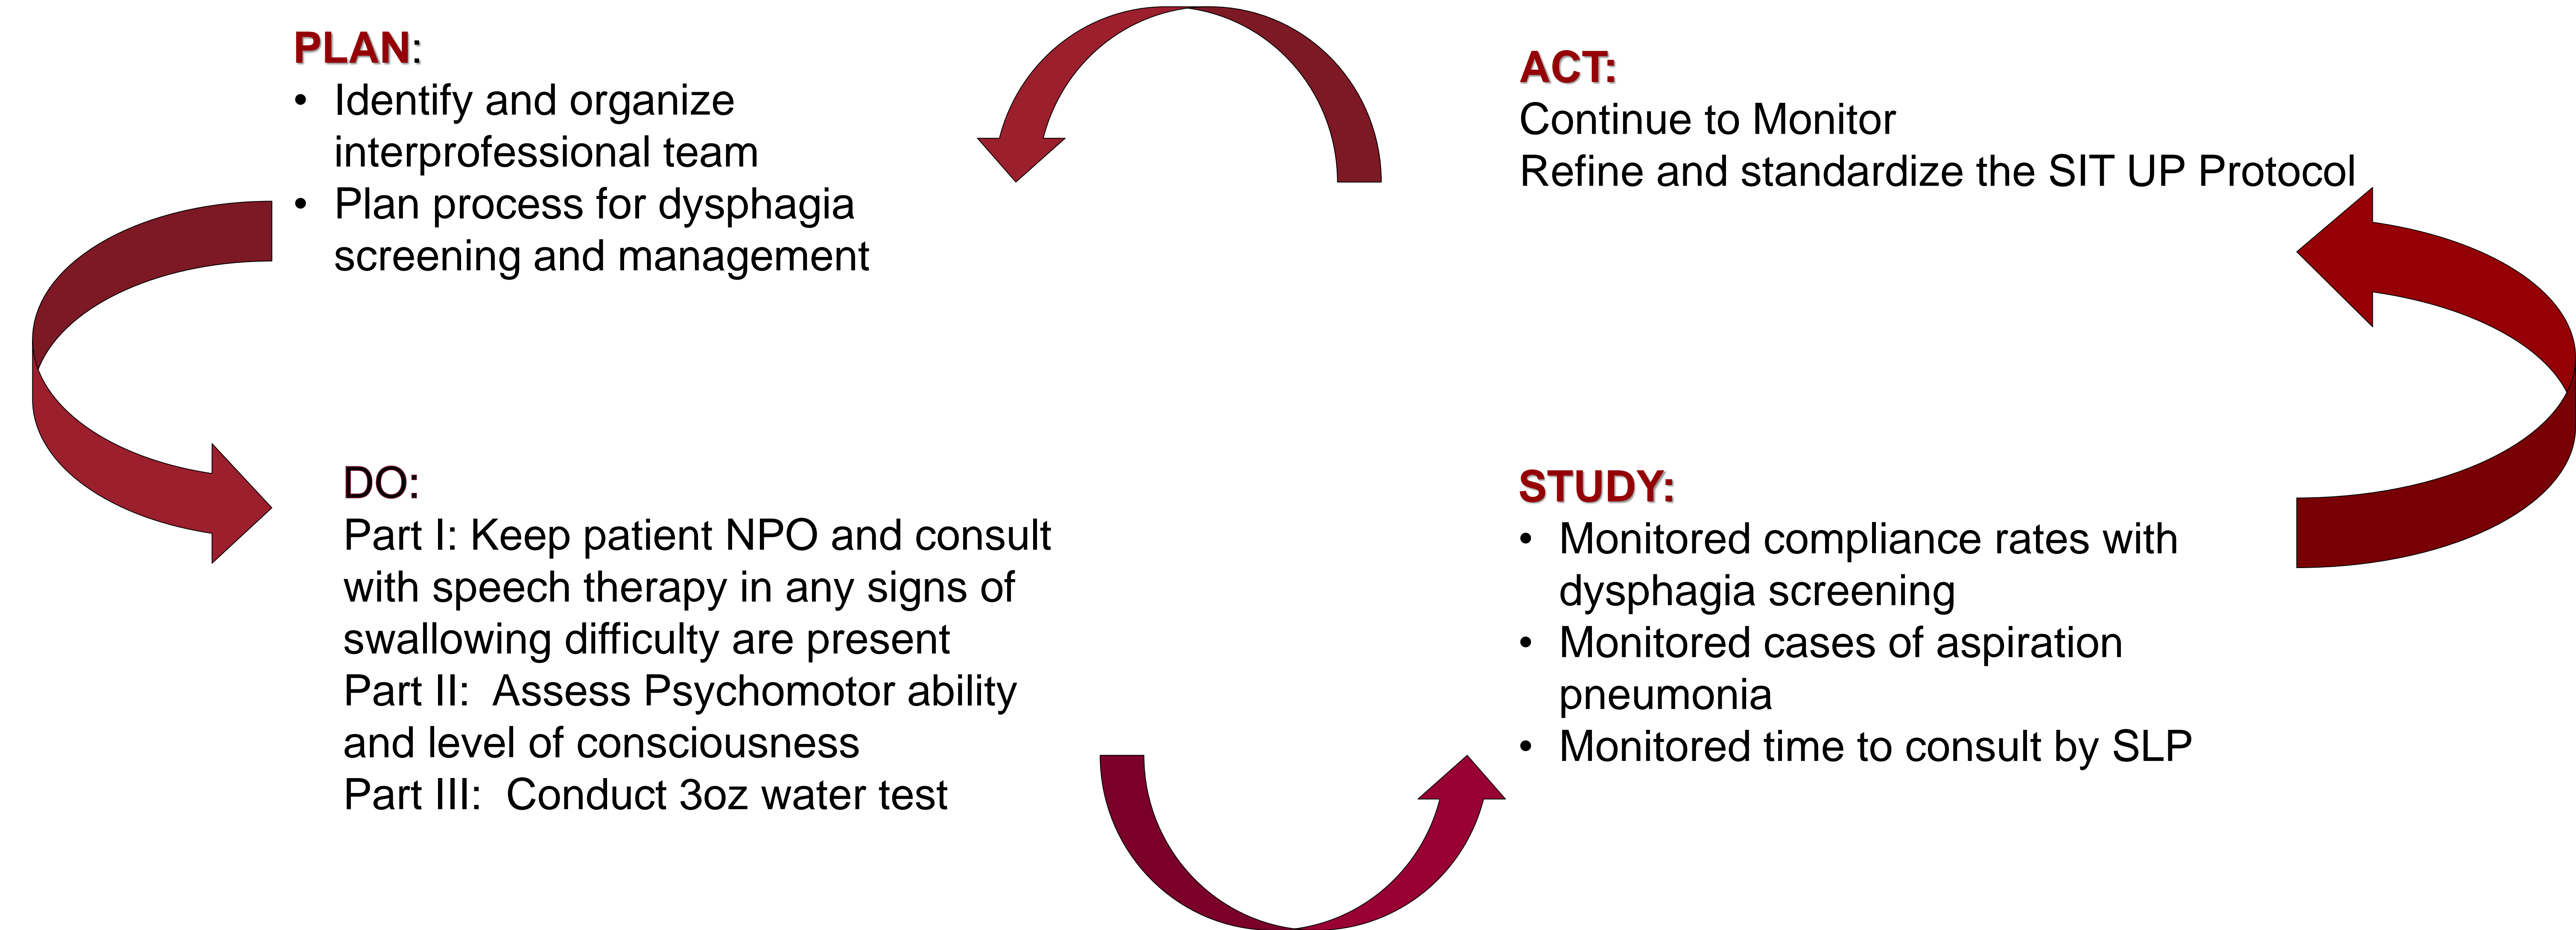 PLAN:
• Identify and organize
interprofessional team
• Plan process for dysphagia
screening and management
DO:
Part I: Keep patient NPO and consult
with speech therapy in any signs of
swallowing difficulty are present
Part II:  Assess Psychomotor ability
and level of consciousness
Part III:  Conduct 3oz water test
STUDY:
• Monitored compliance rates with
dysphagia screening
• Monitored cases of aspiration
pneumonia
• Monitored time to consult by SLP
ACT:
Continue to Monitor
Refine and standardize the SIT UP Protocol